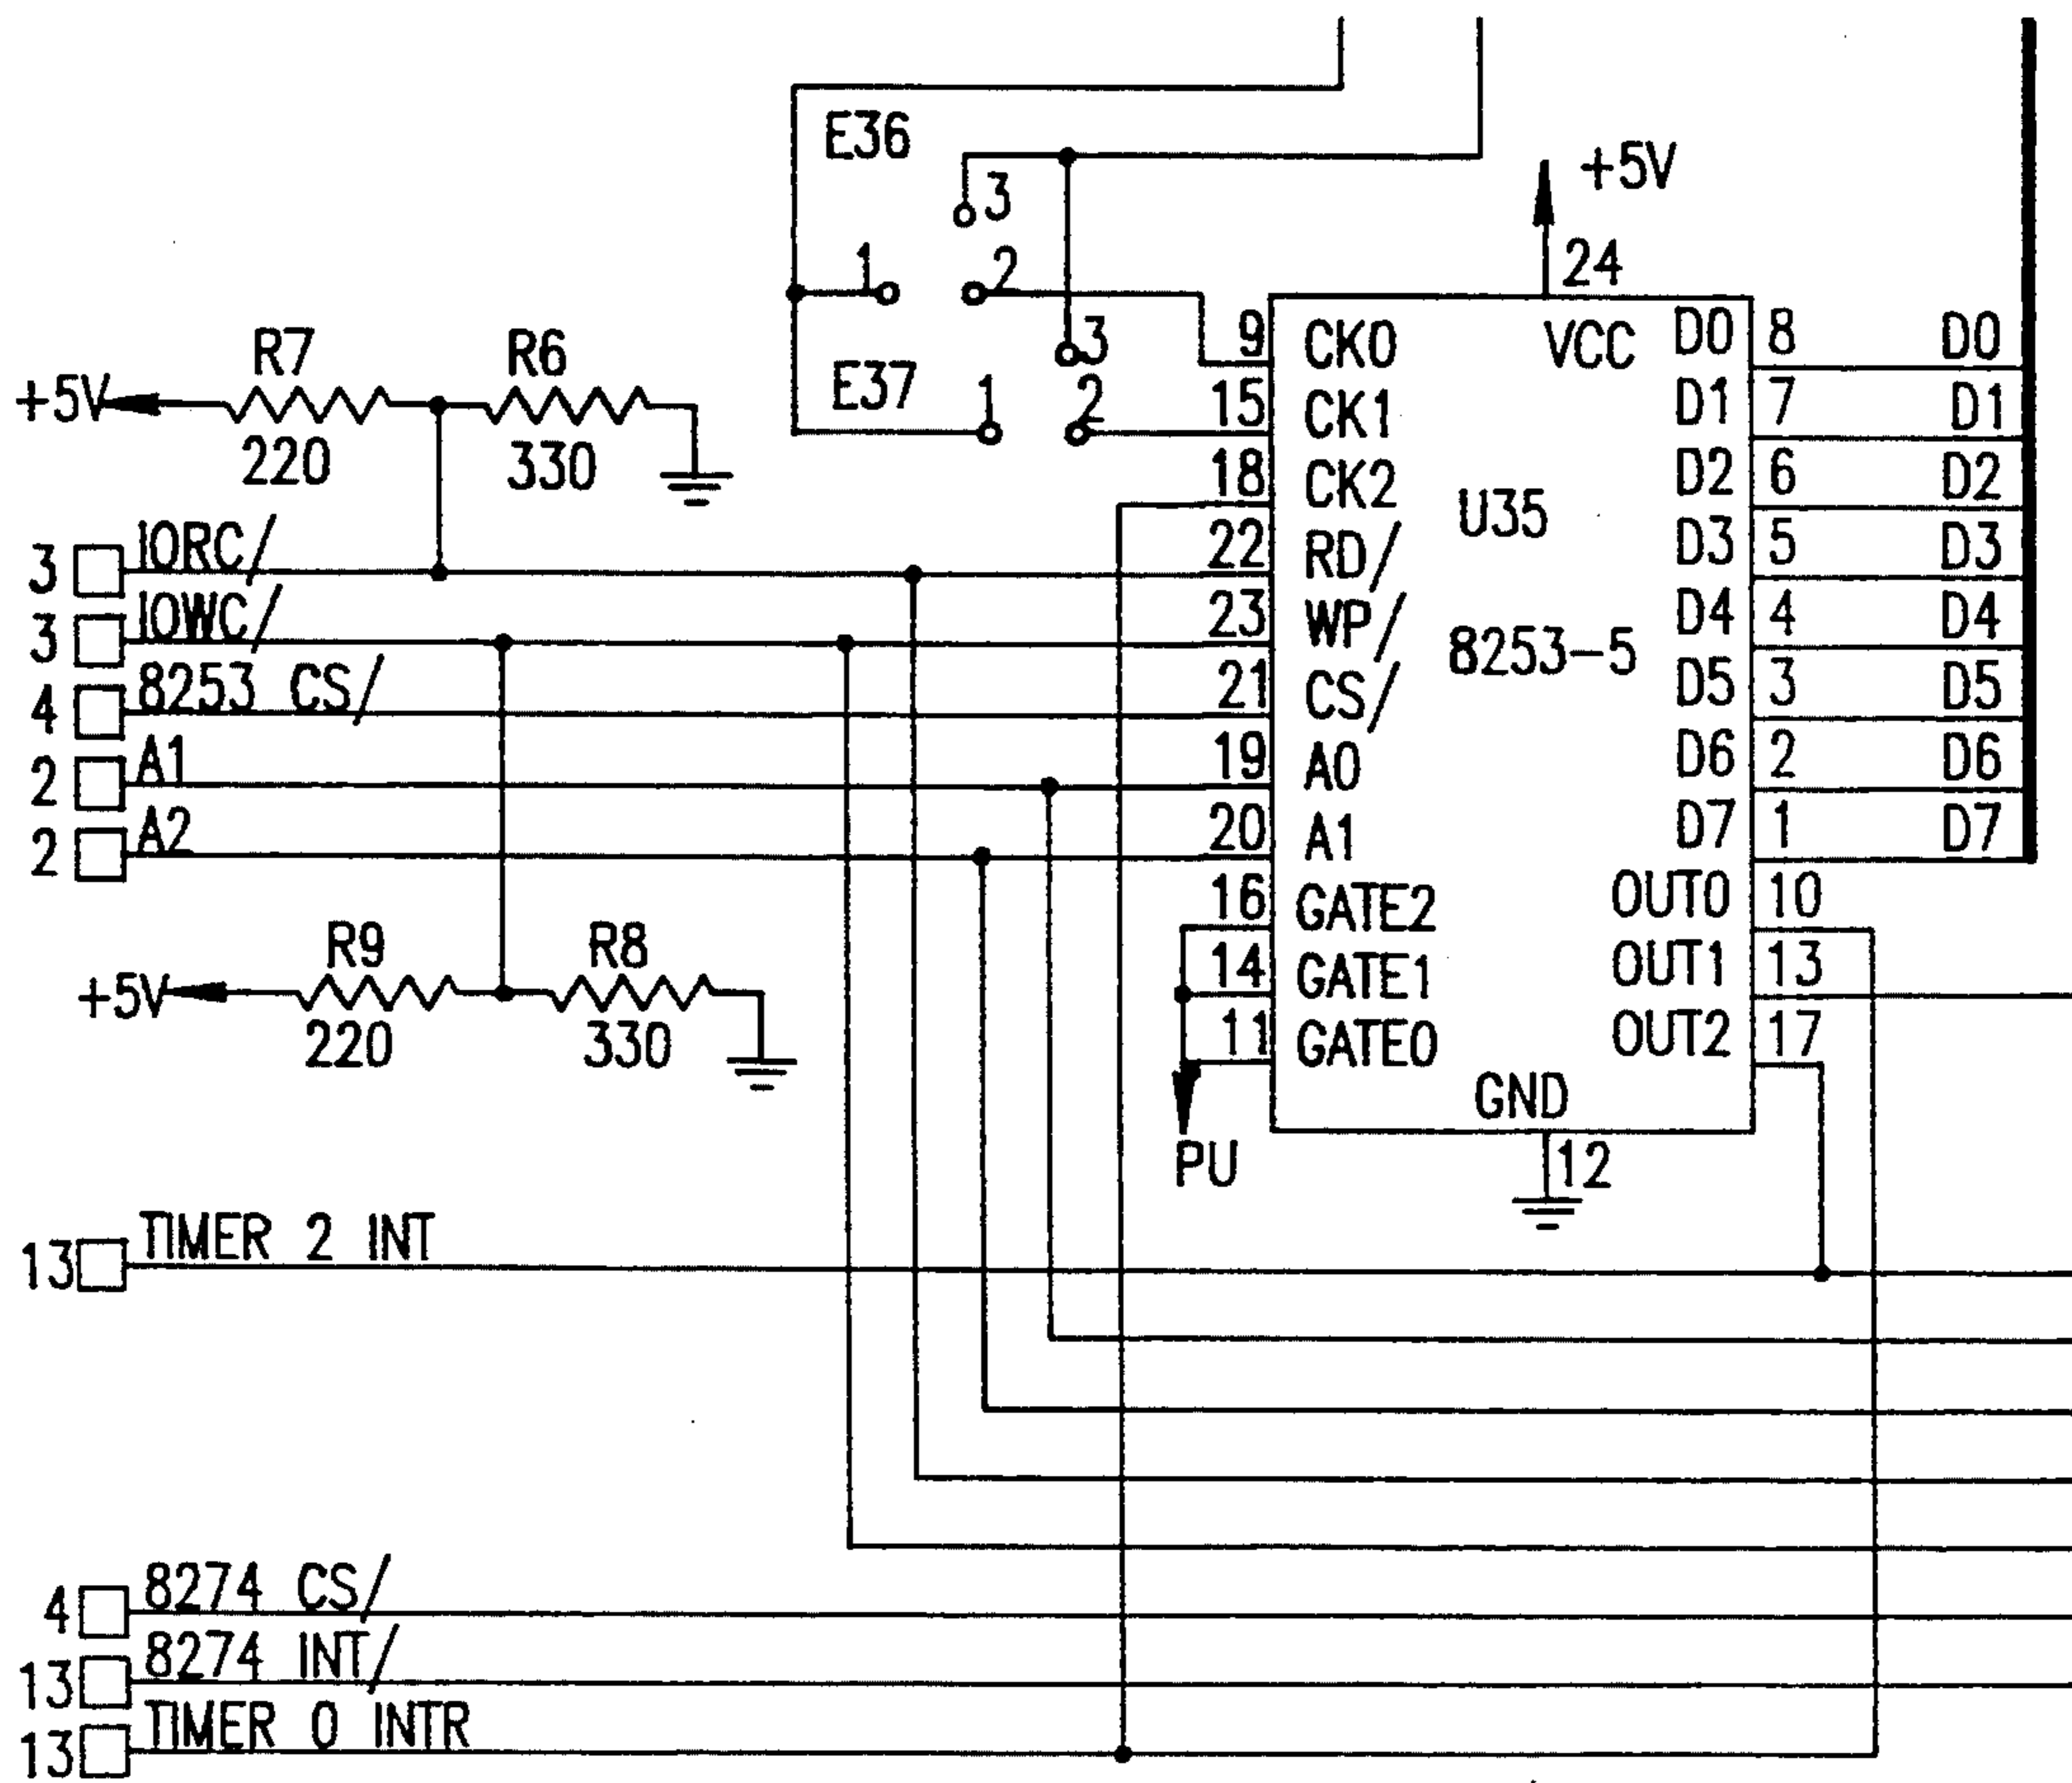 E36
3
+5V
1 2
24
R7 R6
3
9 CK0 VCC D0 8 D0
+5V
E37
1 2
15 CK1 D1 7 D1
220 330
18 CK2 D2 6 D2
U35
3 IORC/
22 RD/ D3 5 D3
3 IOWC/
23 WP/ 8253-5 D4 4 D4
4 8253 CS/
21 CS/ D5 3 D5
2 A1
19 A0 D6 2 D6
2 A2
20 A1 D7 1 D7
16 GATE2 OUT0 10
R9 R8
14 GATE1 OUT1 13
+5V
220 330
11 GATE0 OUT2 17
GND
PU
12
13 TIMER 2 INT
4 8274 CS/
13 8274 INT/
13 TIMER 0 INTR